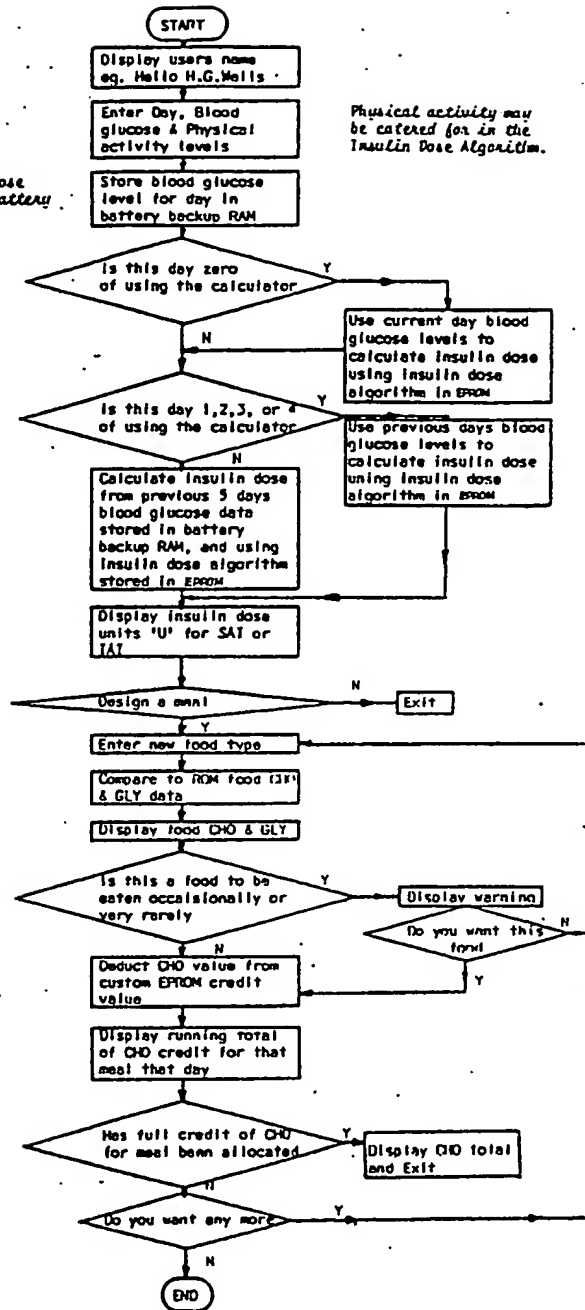 START
Display users name
eg. Hello H.G.Wells
Enter Day, Blood
glucose & Physical
activity levels
Physical activity may
be catered for in the
Insulin Dose Algorithm.
ose
attery
Store blood glucose
level for day in
battery backup RAM
Is this day zero
of using the calculator
Y
N
Use current day blood
glucose levels to
calculate insulin dose
using insulin dose
algorithm in EPROM
Is this day 1,2,3, or 4
of using the calculator
Y
N
Use previous days blood
glucose levels to
calculate insulin dose
uning insulin dose
algorithm in EPROM
Calculate insulin dose
from previous 5 days
blood glucose data
stored in battery
backup RAM, and using
insulin dose algorithm
stored in EPROM
Display insulin dose
units 'U' for SAT or
IAT
Design a
N
Exit
Y
Enter new food type
Compare to ROM food
& GLY data
Display food CHO & GLY
Is this a food to be
eaten occaisionally or
very rarely
Y
Display warning
Do you want this
food
N
Y
N
Deduct CHO value from
custom EPROM credit
value
Display running total
of CHO credit for that
meal that day
Has full credit of CHO
for meal been allocated
Y
Display CHO total
and Exit
N
Do you want any more
Y
N
END